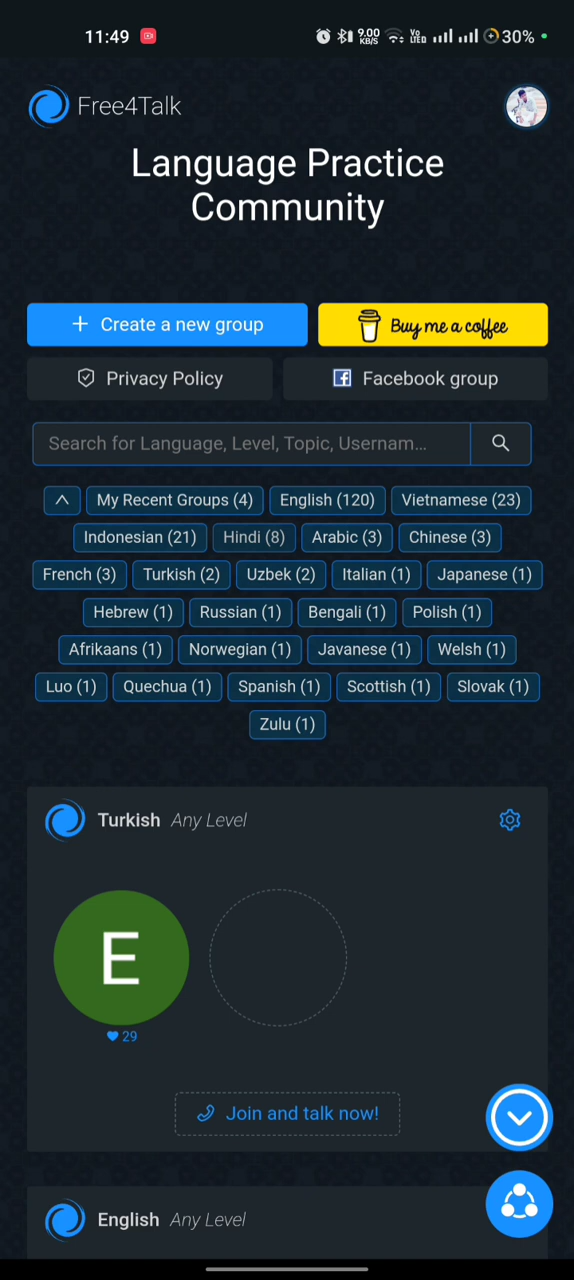 11:49 9.00 KB/S Vo LTED 30%
Free4Talk
Language Practice
Community
+ Create a new group Buy me a coffee
Privacy Policy Facebook group
Search for Language, Level, Topic, Usernam...
My Recent Groups (4) English (120) Vietnamese (23)
Indonesian (21) Hindi (8) Arabic (3) Chinese (3)
French (3) Turkish (2) Uzbek (2) Italian (1) Japanese (1)
Hebrew (1) Russian (1) Bengali (1) Polish (1)
Afrikaans (1) Norwegian (1) Javanese (1) Welsh (1)
Luo (1) Quechua (1) Spanish (1) Scottish (1) Slovak (1)
Zulu (1)
Turkish Any Level
E
29
Join and talk now!
English Any Level